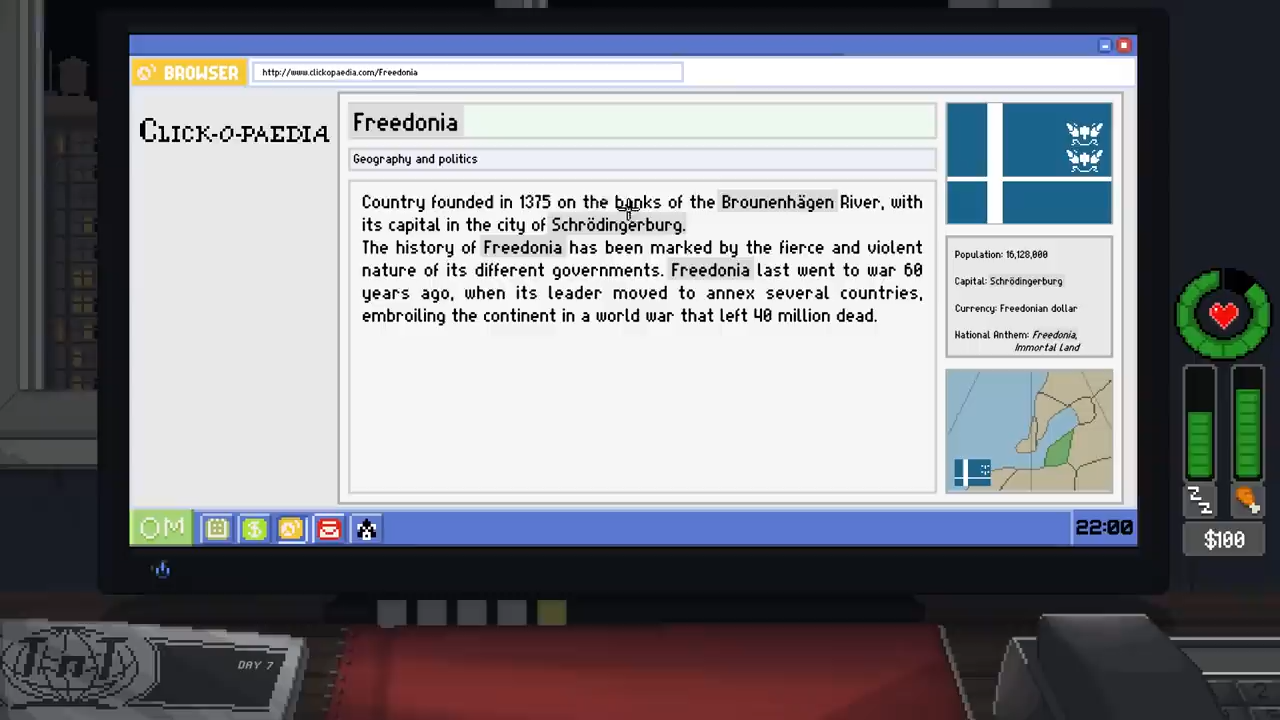 BROWSER
http://www.clickopaedia.com/Freedonia
CLICK-O-PAEDIA
Freedonia
Geography and politics
Country founded in 1375 on the banks of the Brounenhägen River, with
its capital in the city of Schrödingerburg.
The history of Freedonia has been marked by the fierce and violent
nature of its different governments. Freedonia last went to war 60
years ago, when its leader moved to annex several countries,
embroiling the continent in a world war that left 40 million dead.
Population: 16,128,000
Capital: Schrödingerburg
Currency: Freedonian dollar
National Anthem: Freedonia,
Immortal Land
OM
$
22:00
zzz
$100
TnT
DAY 7